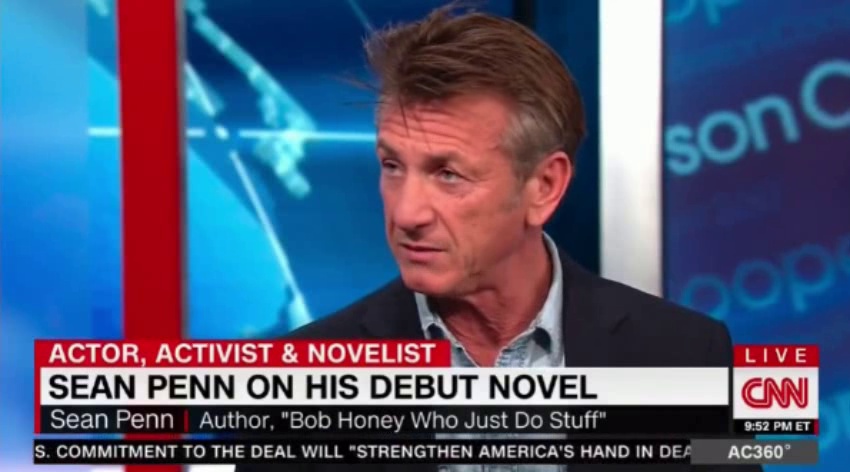 son C
oope
ACTOR, ACTIVIST & NOVELIST
LIVE
SEAN PENN ON HIS DEBUT NOVEL
CNN
Sean Penn | Author, "Bob Honey Who Just Do Stuff"
9:52 PM ET
S. COMMITMENT TO THE DEAL WILL "STRENGTHEN AMERICA'S HAND IN DEA
AC360°